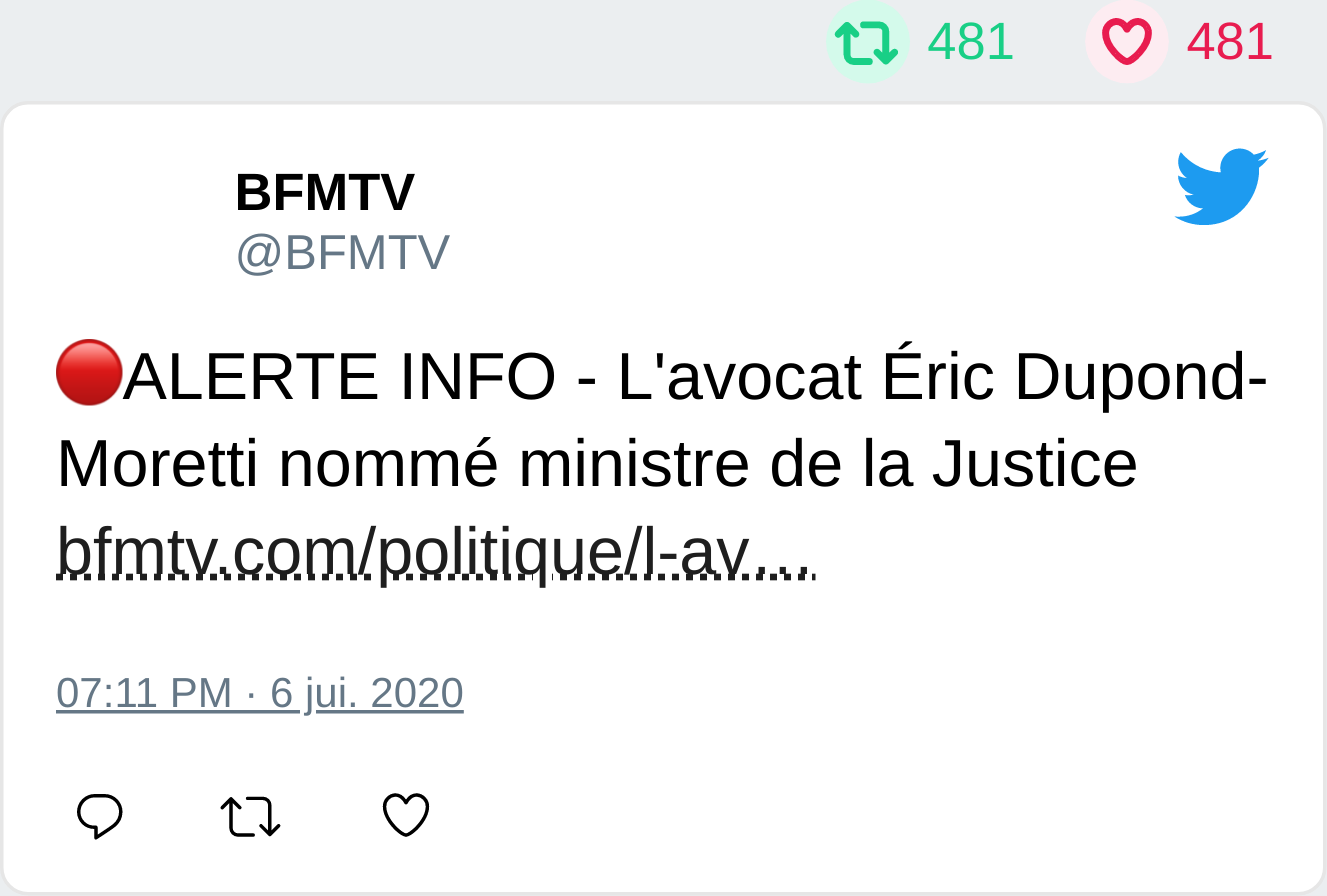 481 481
BFMTV
@BFMTV
🔴ALERTE INFO - L'avocat Éric Dupond-
Moretti nommé ministre de la Justice
bfmtv.com/politique/l-av…
07:11 PM · 6 jui. 2020